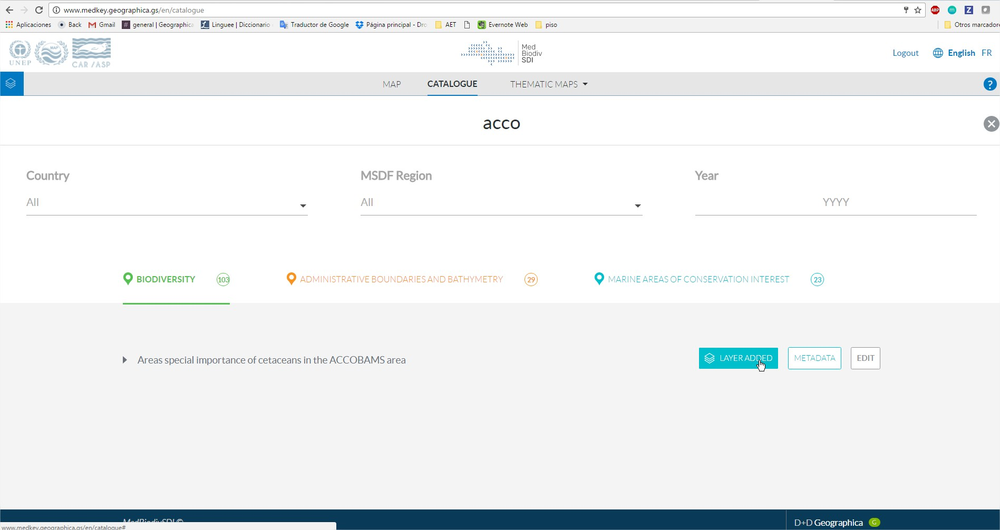 www.medkey.geographica.gs/en/catalogue
ABP m Z
Aplicaciones Back Gmail # general | Geographica Linguee | Diccionario Traductor de Google Página principal - Dro AET Evernote Web piso Otros marcadore
UNEP MAP CAR / ASP
Med
Biodiv
SDI
Logout English FR
MAP CATALOGUE THEMATIC MAPS ?
acco
Country MSDF Region Year
All All YYYY
BIODIVERSITY 103 ADMINISTRATIVE BOUNDARIES AND BATHYMETRY 29 MARINE AREAS OF CONSERVATION INTEREST 23
Areas special importance of cetaceans in the ACCOBAMS area LAYER ADDED METADATA EDIT
MedBiodivSDI ©
D+D Geographica G
www.medkey.geographica.gs/en/catalogue#